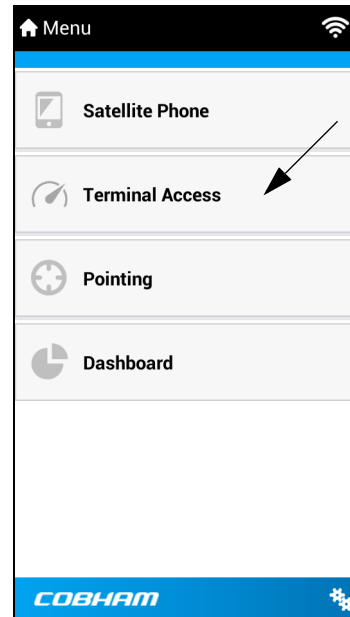 Menu
Satellite Phone
Terminal Access
Pointing
Dashboard
COBHAM